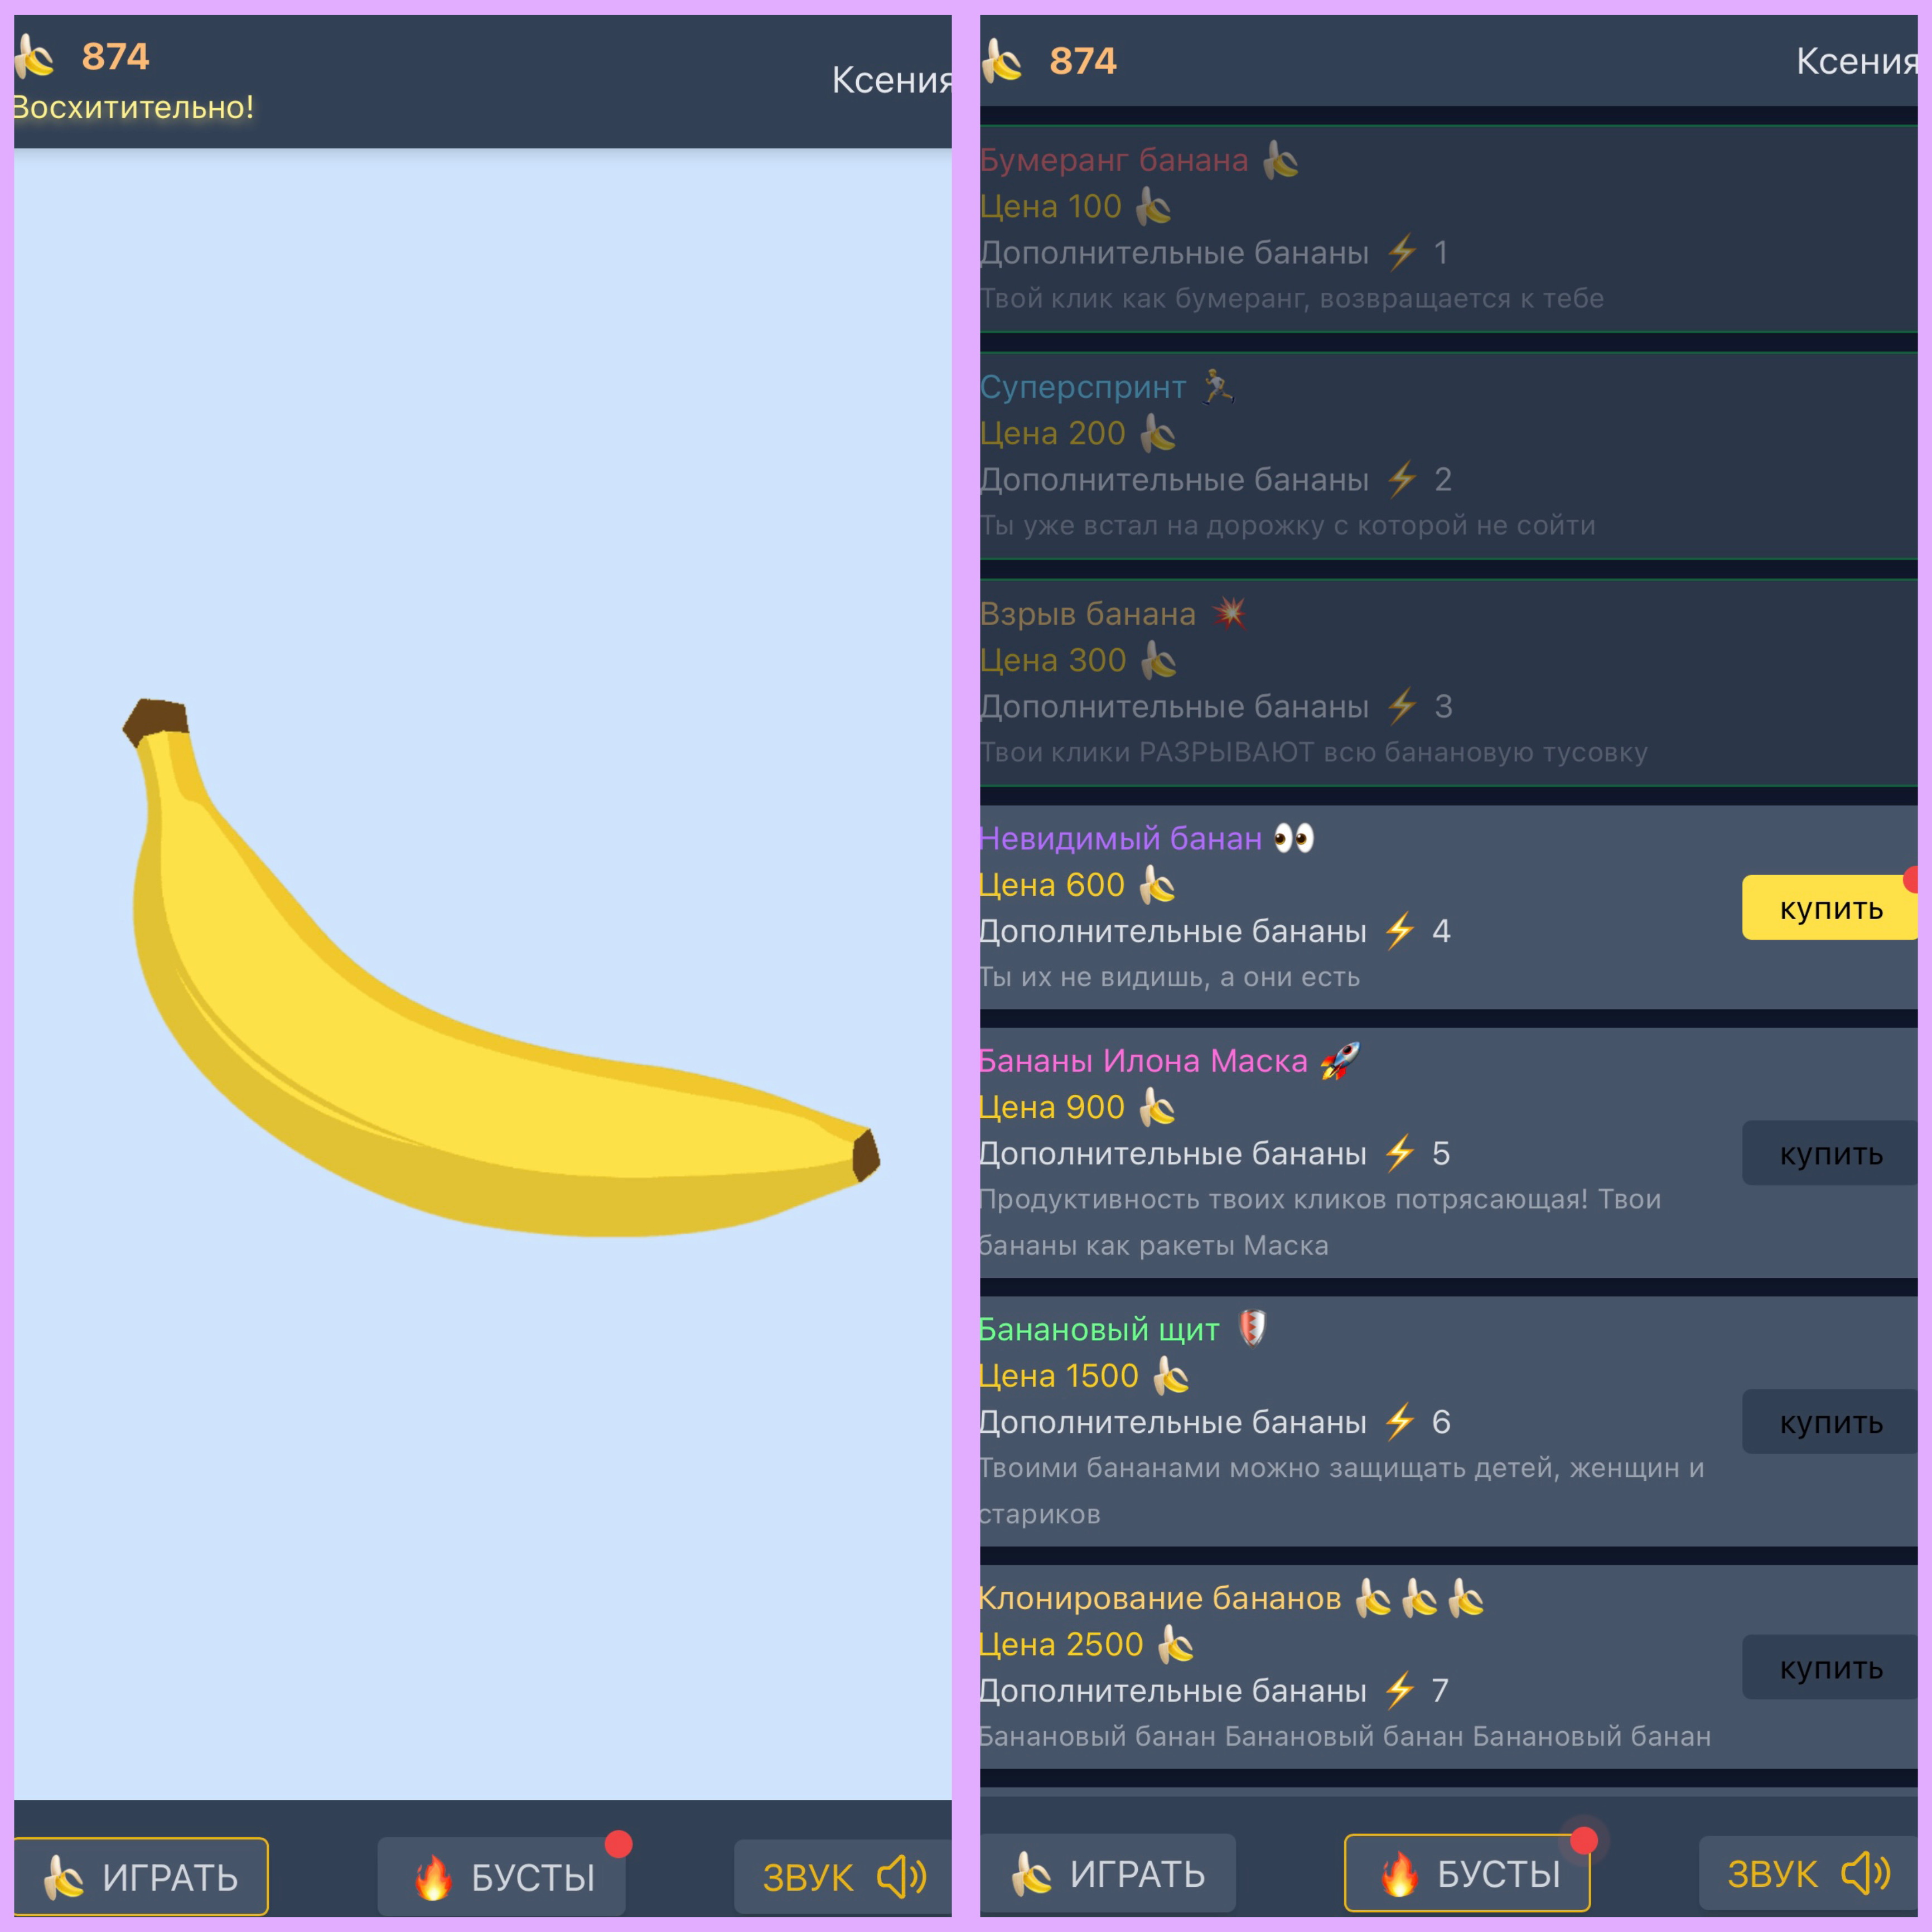 874
Восхитительно!
Ксения
ИГРАТЬ
БУСТЫ
ЗВУК
874
Ксения
Бумеранг банана
Цена 100
Дополнительные бананы ⚡ 1
Твой клик как бумеранг, возвращается к тебе
Суперспринт
Цена 200
Дополнительные бананы ⚡ 2
Ты уже встал на дорожку с которой не сойти
Взрыв банана
Цена 300
Дополнительные бананы ⚡ 3
Твои клики РАЗРЫВАЮТ всю банановую тусовку
Невидимый банан
Цена 600
Дополнительные бананы ⚡ 4
Ты их не видишь, а они есть
купить
Бананы Илона Маска
Цена 900
Дополнительные бананы ⚡ 5
Продуктивность твоих кликов потрясающая! Твои
бананы как ракеты Маска
купить
Банановый щит
Цена 1500
Дополнительные бананы ⚡ 6
Твоими бананами можно защищать детей, женщин и
стариков
купить
Клонирование бананов
Цена 2500
Дополнительные бананы ⚡ 7
Банановый банан Банановый банан Банановый банан
купить
ИГРАТЬ
БУСТЫ
ЗВУК